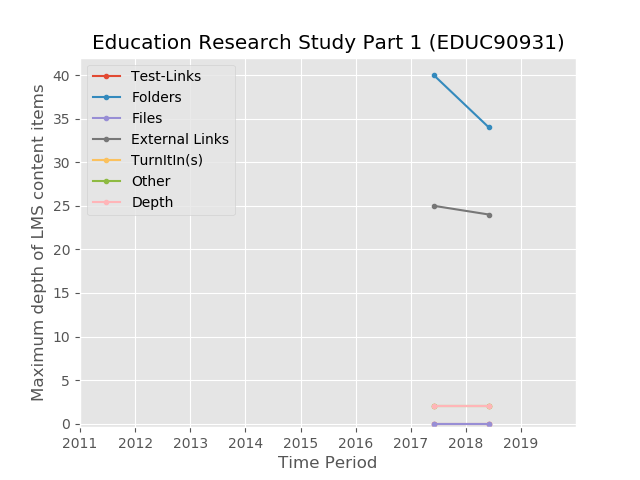 Education Research Study Part 1 (EDUC90931)
Maximum depth of LMS content items
40
35
30
25
20
15
10
5
0
Test-Links
Folders
Files
External Links
TurnItIn(s)
Other
Depth
2011 2012 2013 2014 2015 2016 2017 2018 2019
Time Period